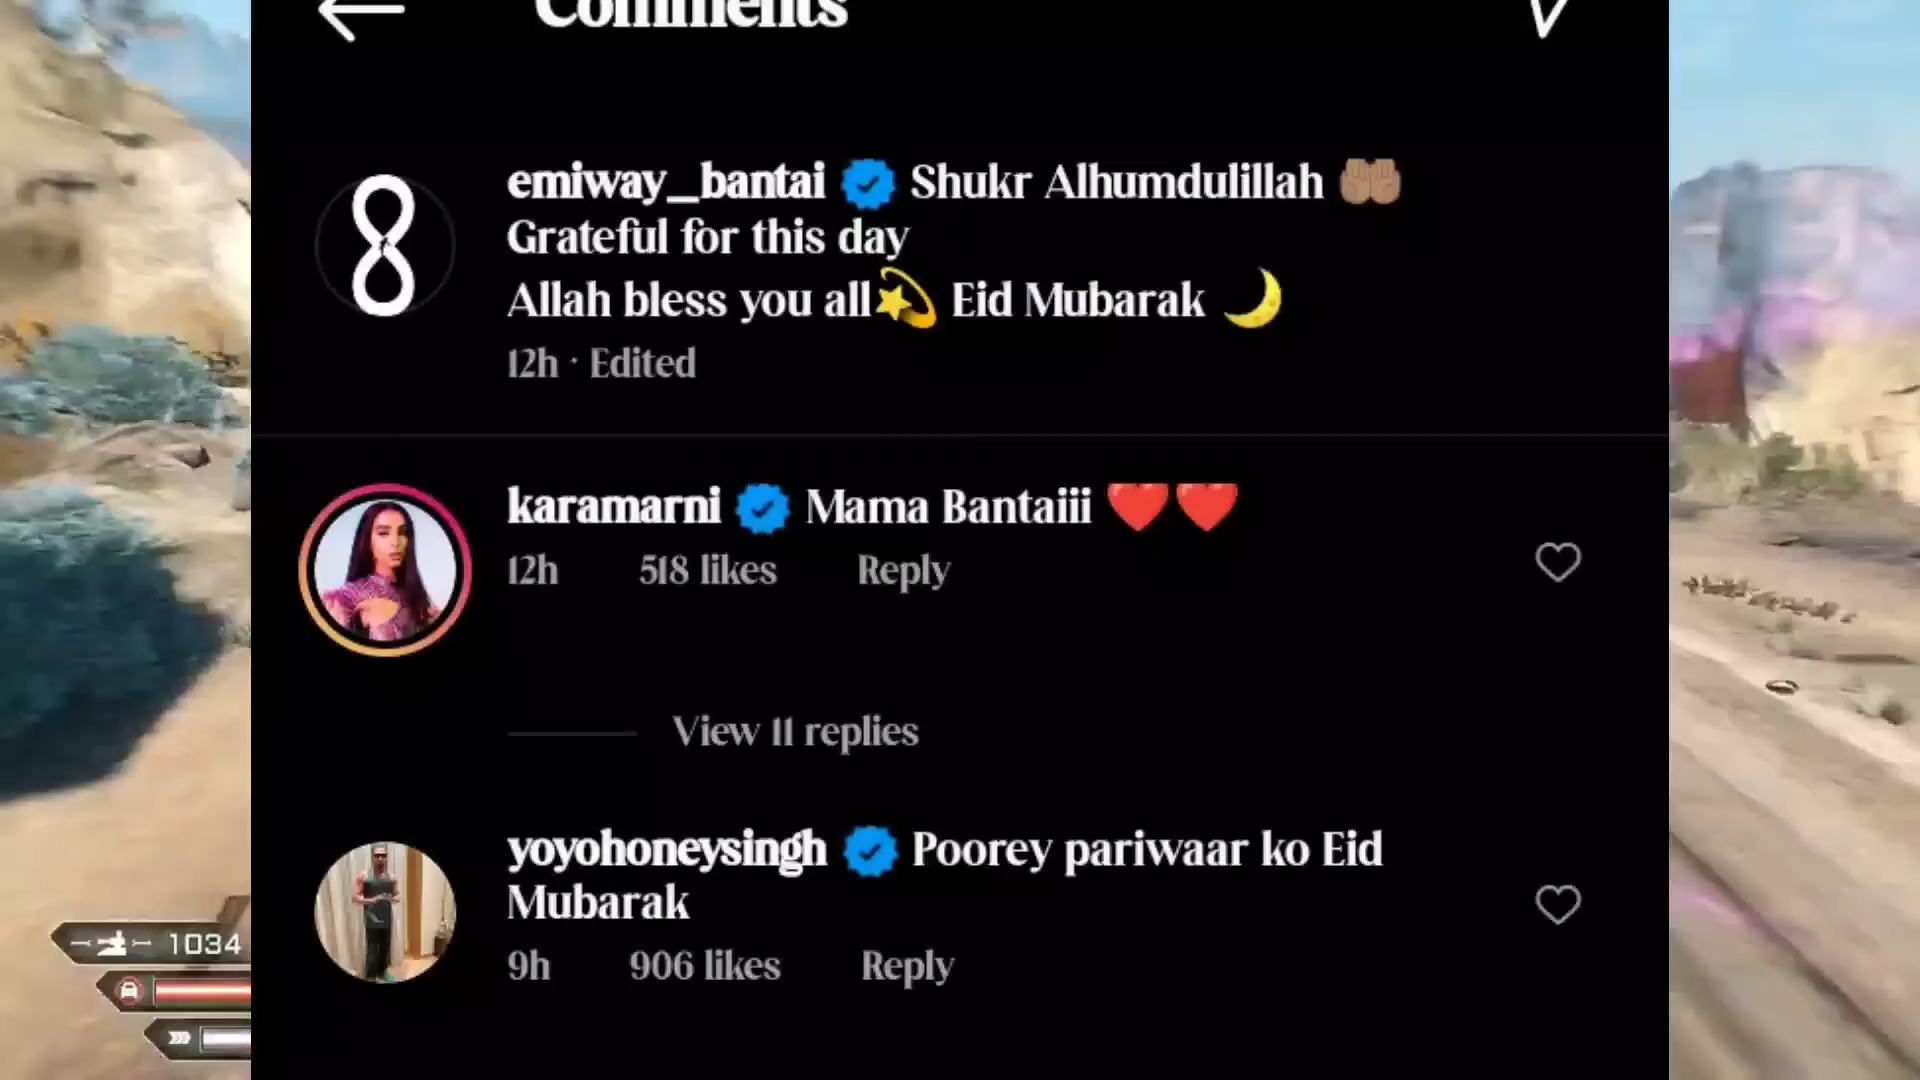 Comments
emiway_bantai Shukr Alhumdulillah 🤲🏽
Grateful for this day
Allah bless you all💫 Eid Mubarak 🌙
12h · Edited
karamarni Mama Bantaiii ❤️❤️
12h 518 likes Reply
View 11 replies
yoyohoneysingh Poorey pariwaar ko Eid
Mubarak
9h 906 likes Reply
1034